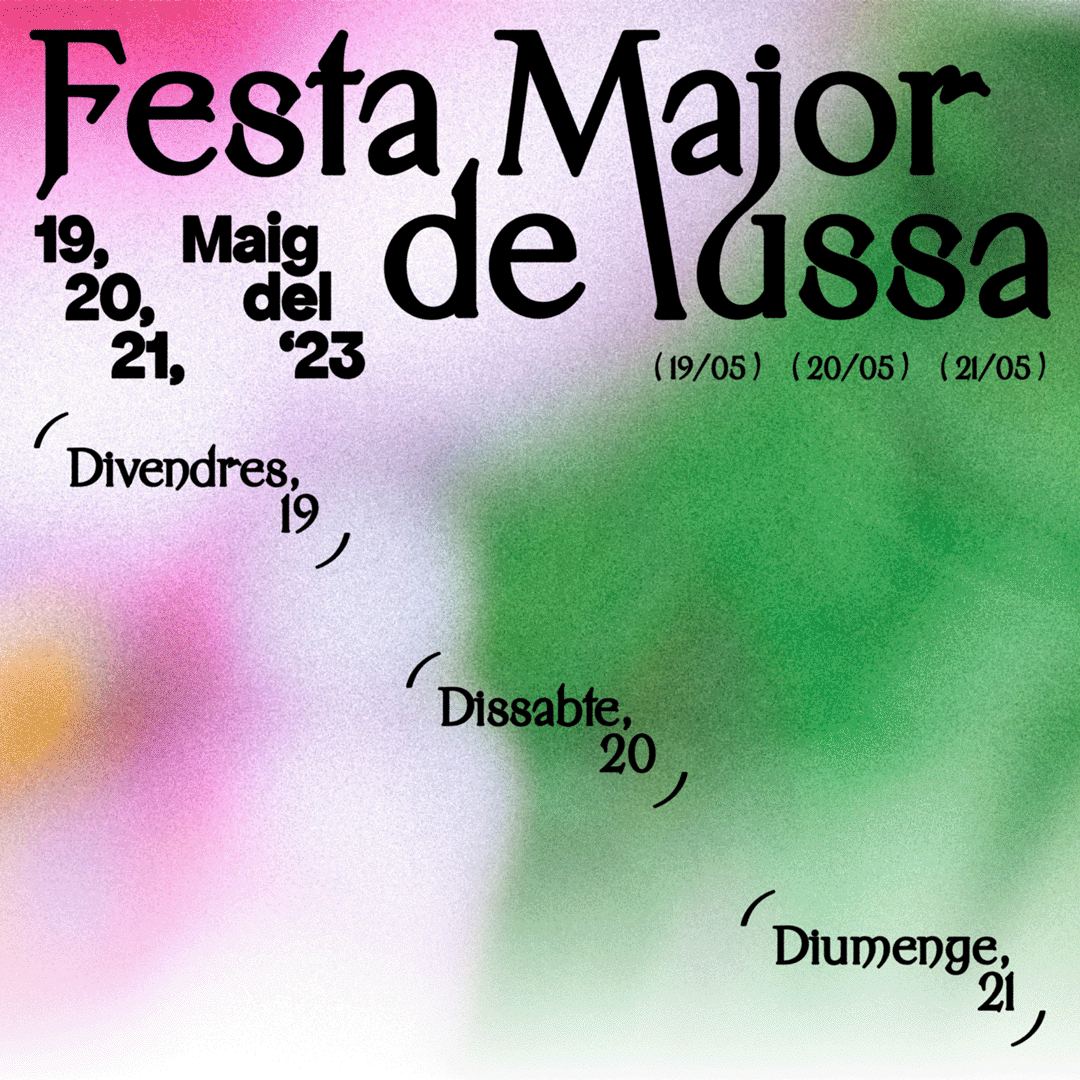 Festa Major
de lussa
19, Maig
20, del
21, ‘23
(19/05) (20/05) (21/05)
Divendres,
19
Dissabte,
20
Diumenge,
21